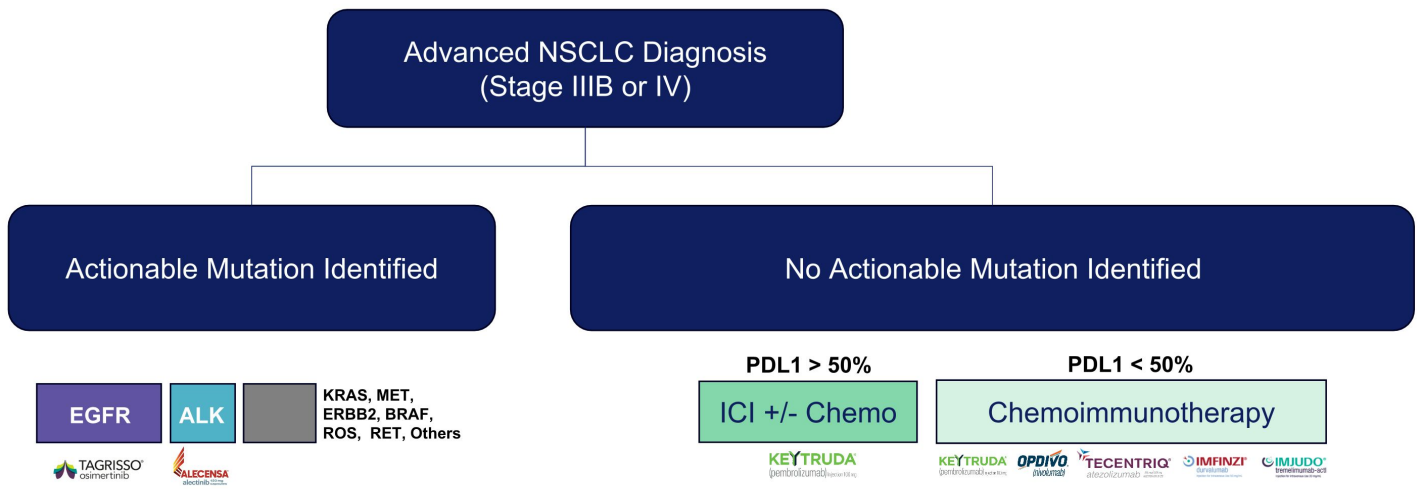 Advanced NSCLC Diagnosis
(Stage IIIB or IV)
Actionable Mutation Identified
No Actionable Mutation Identified
EGFR
ALK
KRAS, MET,
ERBB2, BRAF,
ROS, RET, Others
TAGRISSO®
osimertinib
ALECENSA®
alectinib
PDL1 > 50%
ICI +/- Chemo
KEYTRUDA®
(pembrolizumab)
PDL1 < 50%
Chemoimmunotherapy
KEYTRUDA®
(pembrolizumab)
OPDIVO®
(nivolumab)
TECENTRIQ®
atezolizumab
IMFINZI®
durvalumab
IMJUDO®
tremelimumab-actl